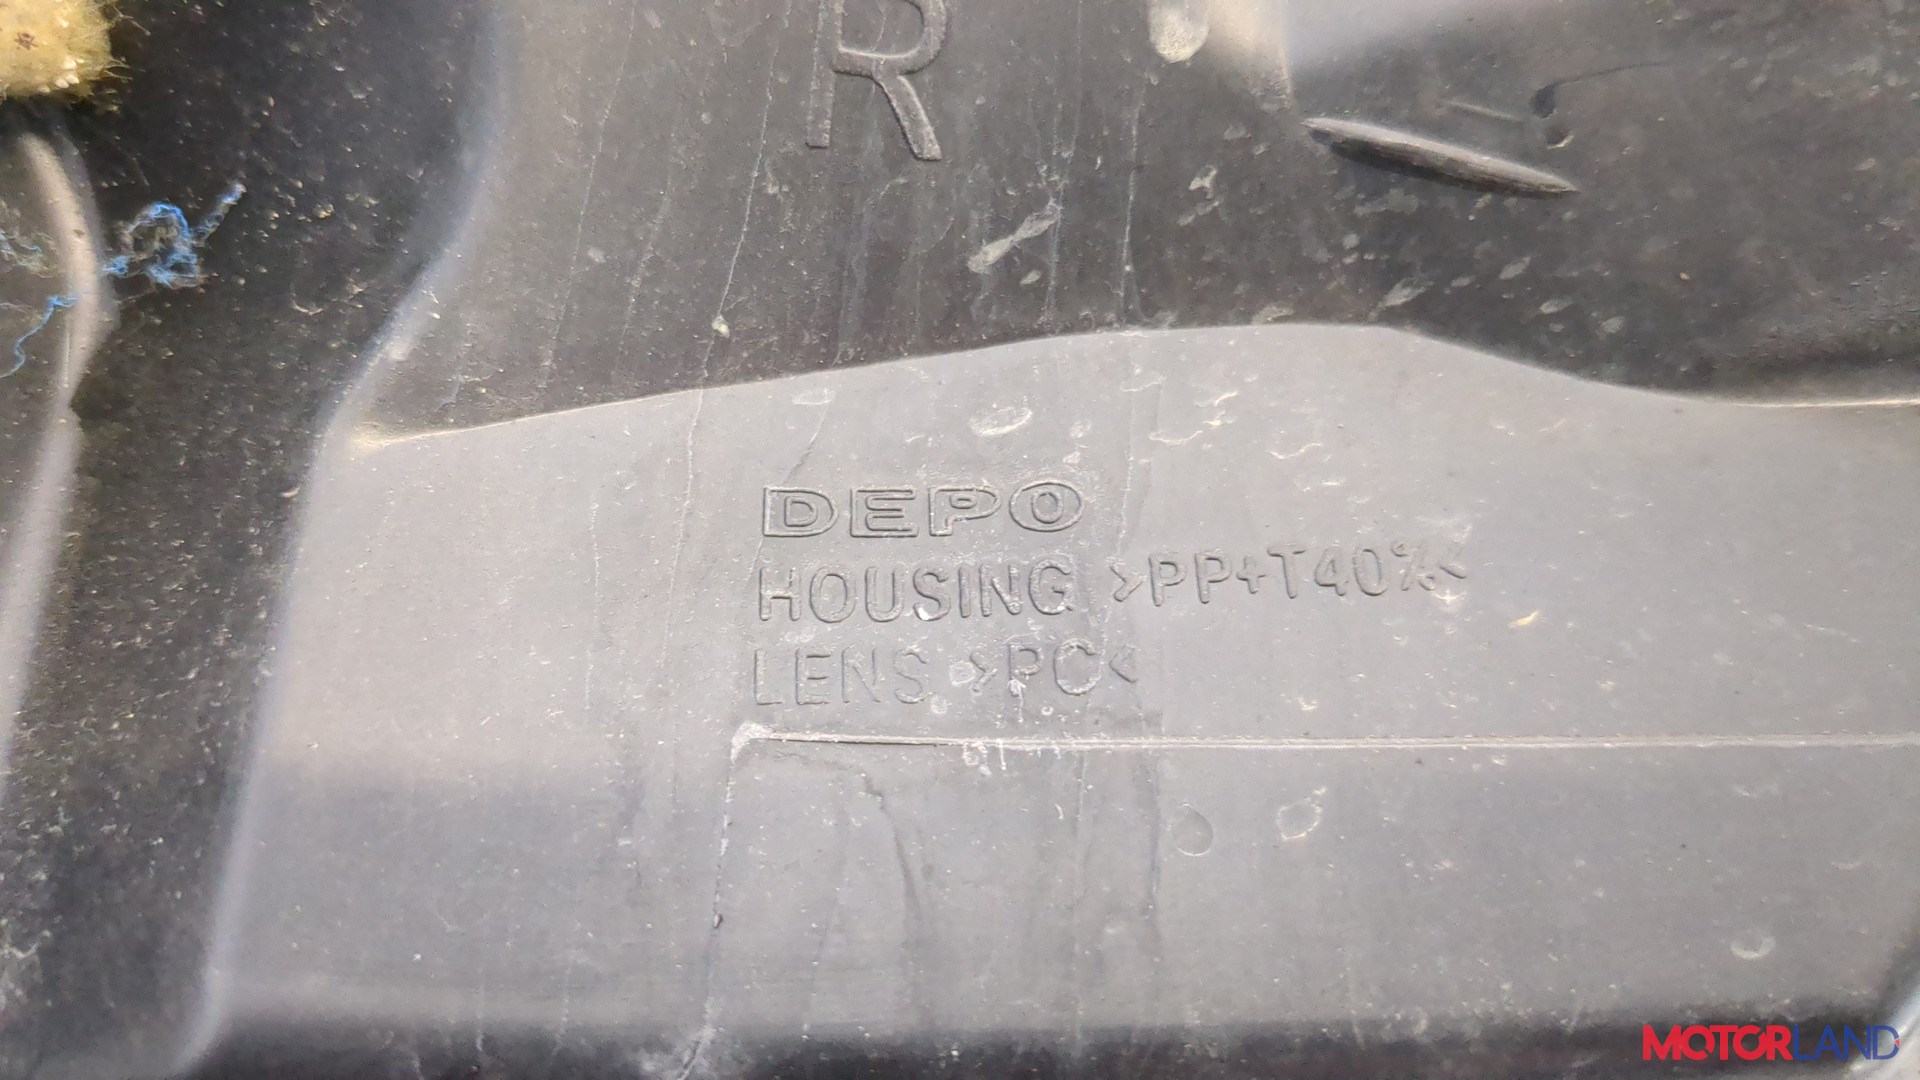 R
DEPO
HOUSING >PP+T40%<
LENS >PC<
MOTORLAND